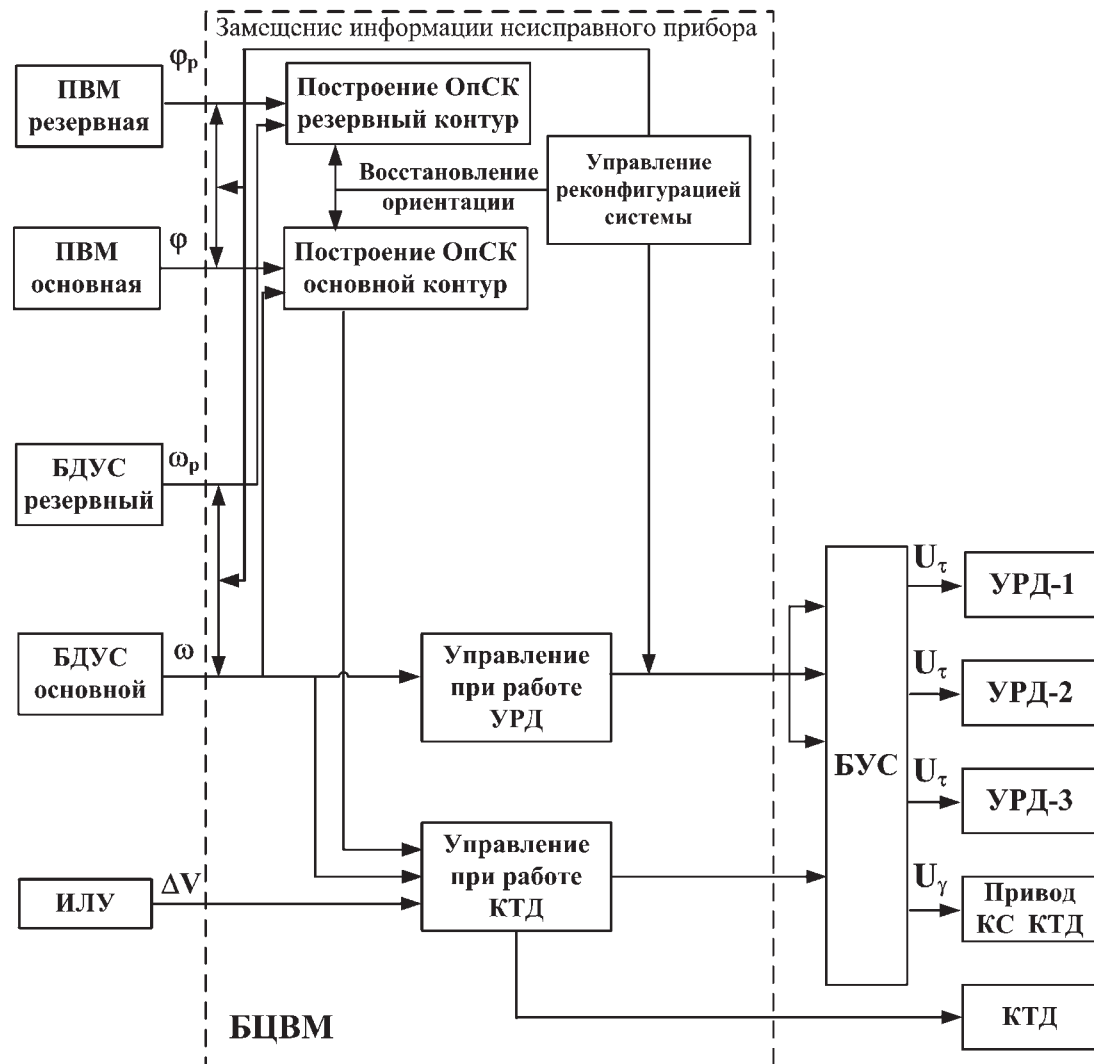 Замещение информации неисправного прибора
ПВМ
резервная
φр
Построение ОпСК
резервный контур
Восстановление
ориентации
Управление
реконфигурацией
системы
ПВМ
основная
φ
Построение ОпСК
основной контур
БДУС
резервный
ωр
БДУС
основной
ω
Управление
при работе
УРД
ИЛУ
ΔV
Управление
при работе
КТД
БУС
Uτ
УРД-1
Uτ
УРД-2
Uτ
УРД-3
Uγ
Привод
КС КТД
КТД
БЦВМ